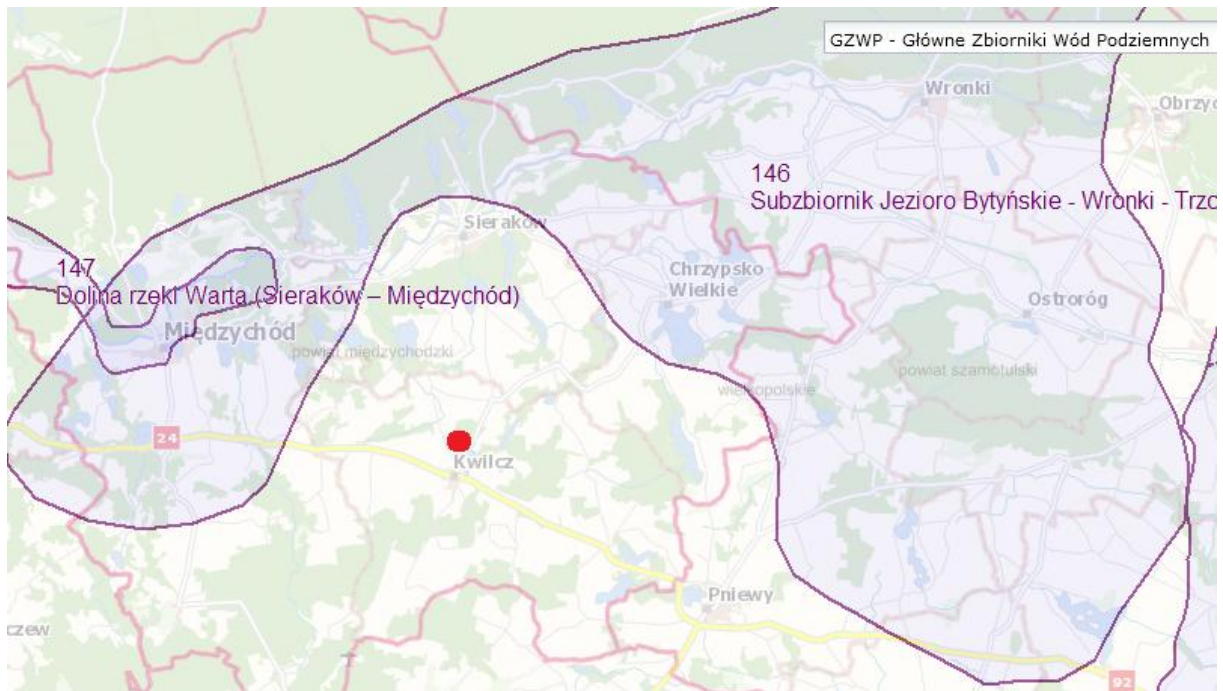 GZWP - Główne Zbiorniki Wód Podziemnych
Wronki
146
Subzbiornik Jezioro Bytyńskie - Wronki - Trzc
Sieraków
147
Dolina rzeki Warta (Sieraków – Międzychód)
Chrzypsko
Wielkie
Ostroróg
Międzychód
powiat międzychodzki
powiat szamotulski
wielkopolskie
24
Kwilcz
Pniewy
czew
92